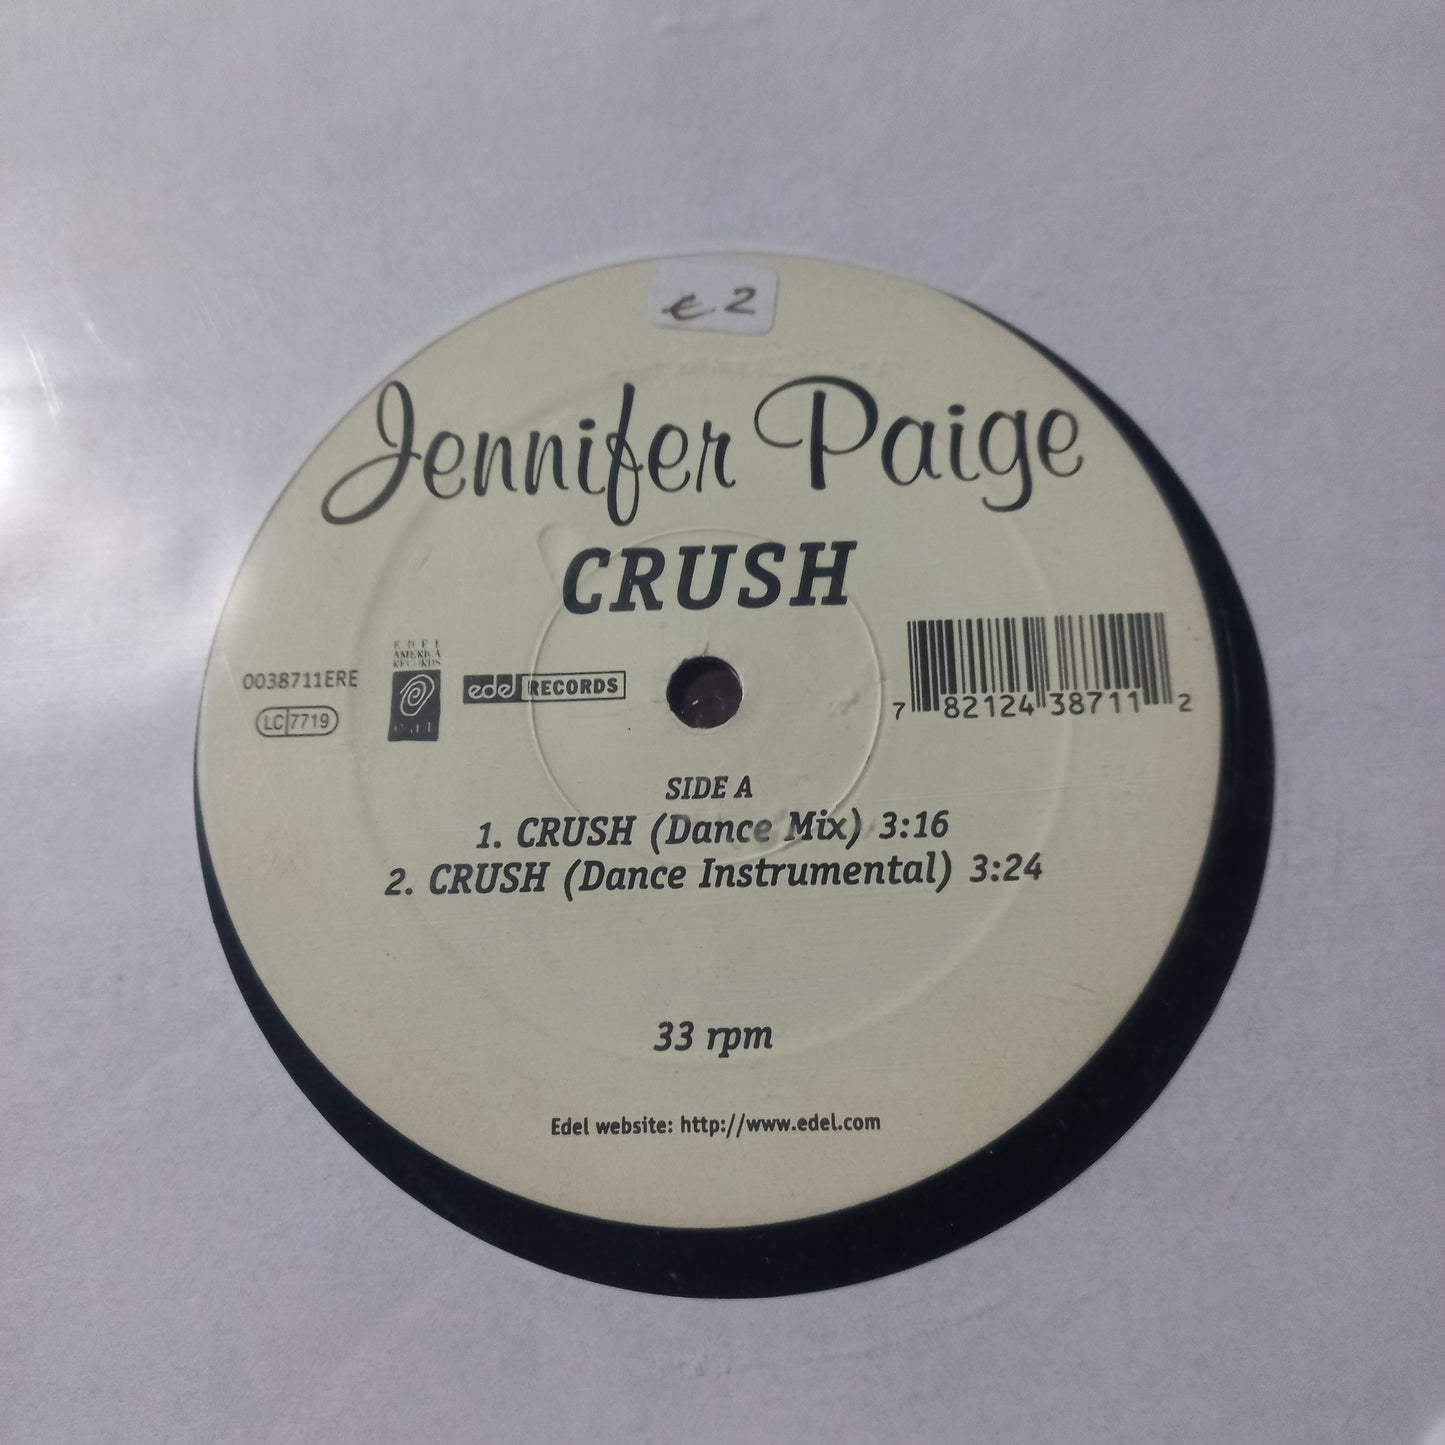 € 2
Jennifer Paige
CRUSH
0038711ERE
LC 7719
EDEL
AMERICA
RECORDS
edel RECORDS
7 82124 38711 2
SIDE A
1. CRUSH (Dance Mix) 3:16
2. CRUSH (Dance Instrumental) 3:24
33 rpm
Edel website: http://www.edel.com